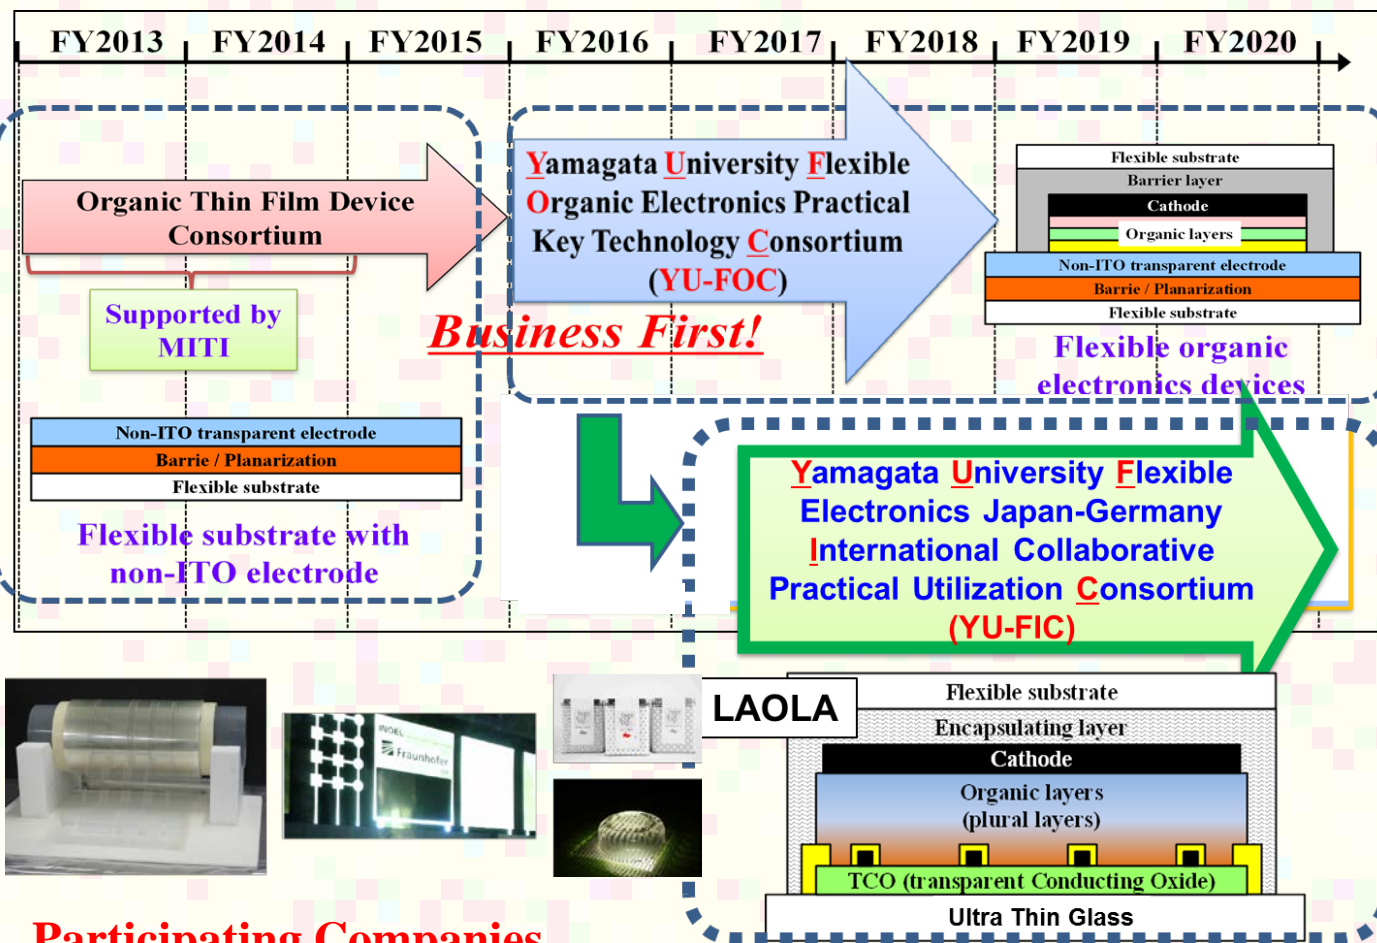 FY2013 FY2014 FY2015 FY2016 FY2017 FY2018 FY2019 FY2020
Organic Thin Film Device
Consortium
Supported by
MITI
Non-ITO transparent electrode
Barrie / Planarization
Flexible substrate
Flexible substrate with
non-ITO electrode
Yamagata University Flexible
Organic Electronics Practical
Key Technology Consortium
(YU-FOC)
Business First!
Flexible substrate
Barrier layer
Cathode
Organic layers
Non-ITO transparent electrode
Barrie / Planarization
Flexible substrate
Flexible organic
electronics devices
Yamagata University Flexible
Electronics Japan-Germany
International Collaborative
Practical Utilization Consortium
(YU-FIC)
LAOLA
Flexible substrate
Encapsulating layer
Cathode
Organic layers
(plural layers)
TCO (transparent Conducting Oxide)
Ultra Thin Glass
Fraunhofer
Participating Companies